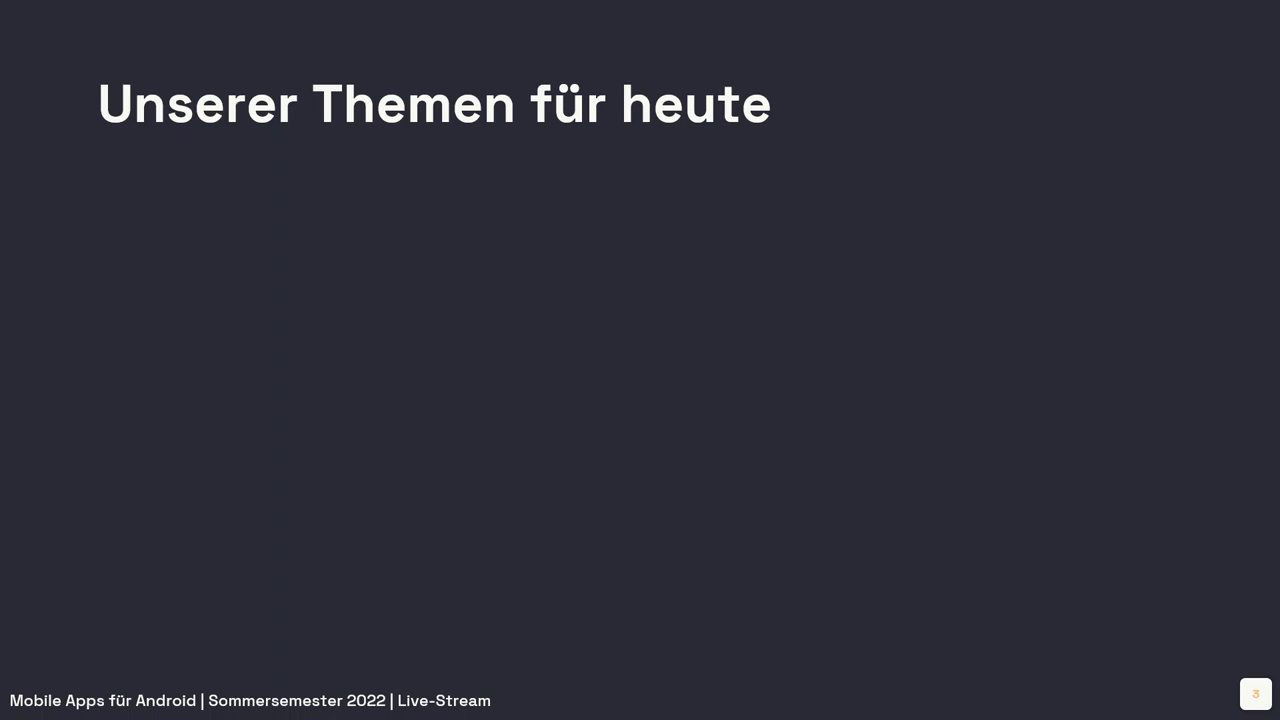 Unserer Themen für heute
Mobile Apps für Android | Sommersemester 2022 | Live-Stream
3